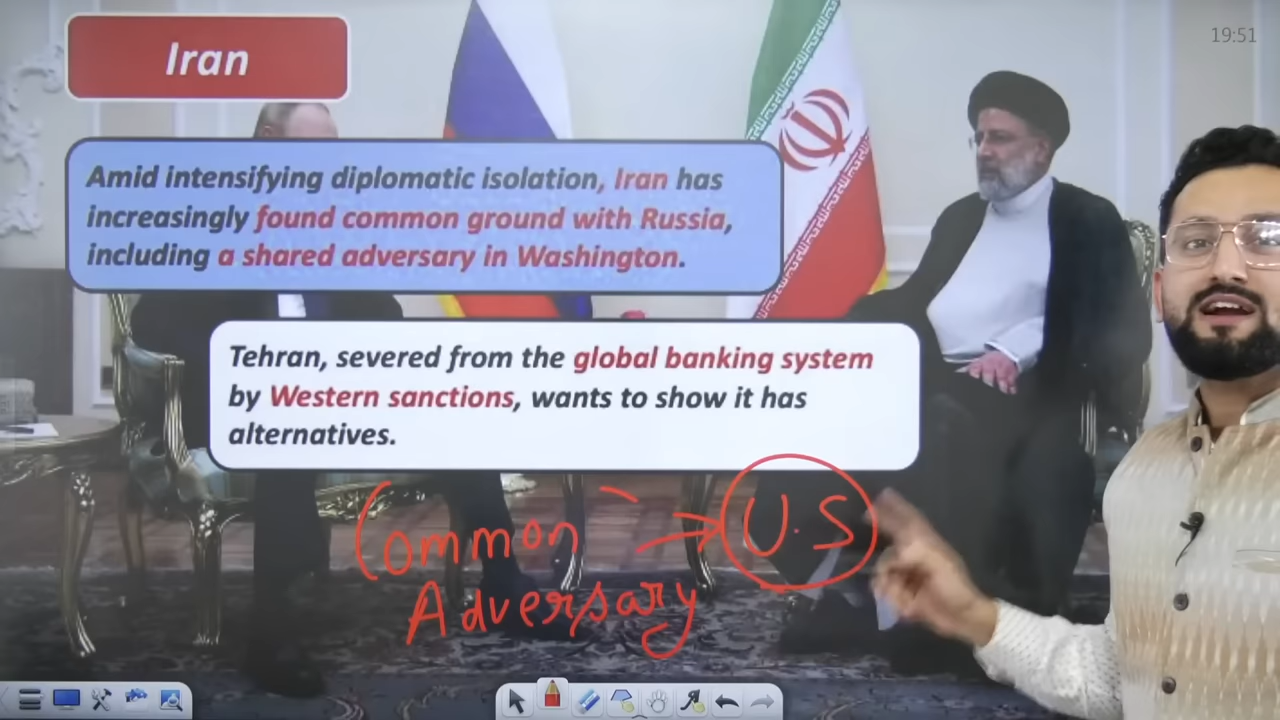 19:51
Iran
Amid intensifying diplomatic isolation, Iran has
increasingly found common ground with Russia,
including a shared adversary in Washington.
Tehran, severed from the global banking system
by Western sanctions, wants to show it has
alternatives.
Common → U.S
Adversary